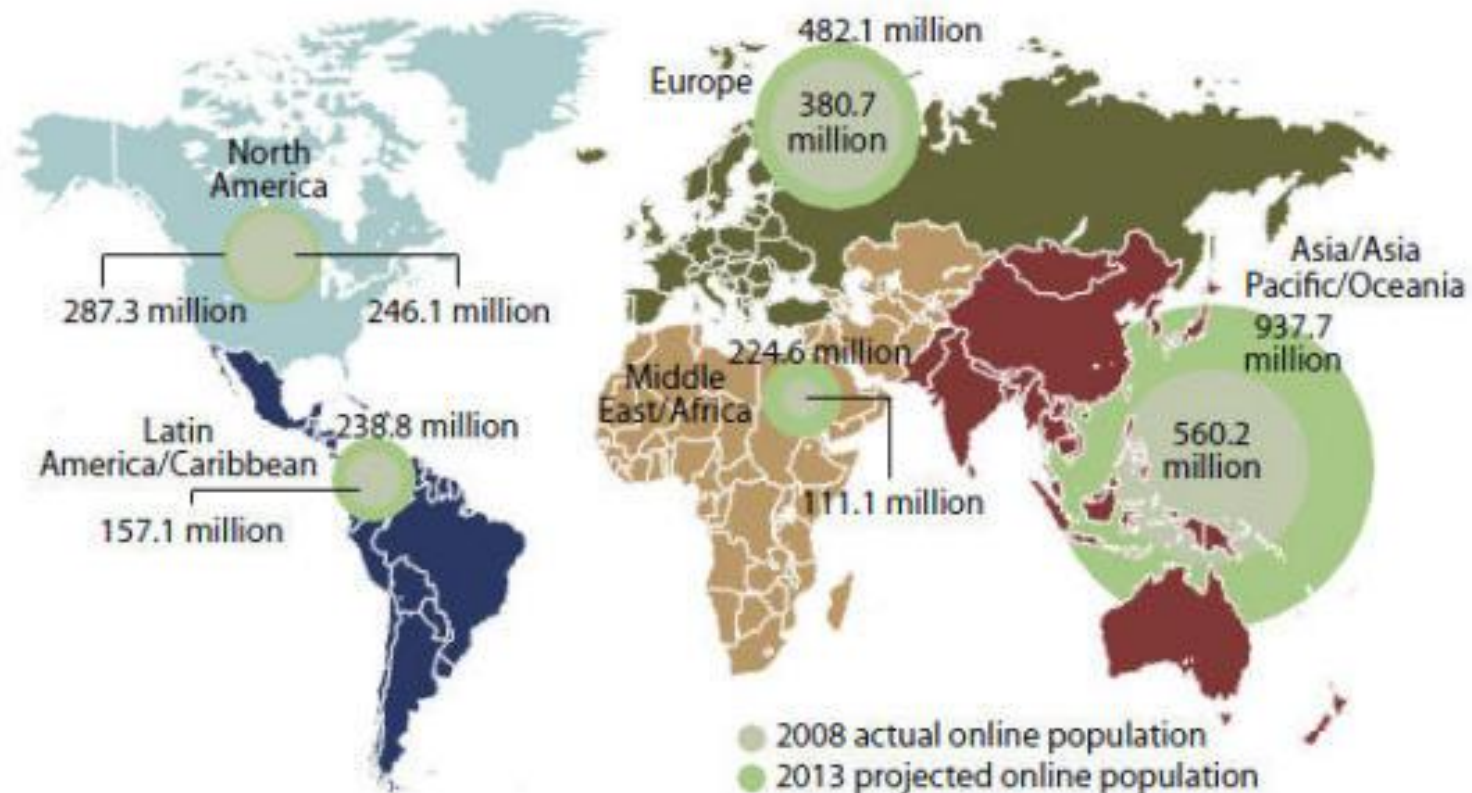 482.1 million
Europe
380.7
million
North
America
287.3 million
246.1 million
Asia/Asia
Pacific/Oceania
937.7
million
560.2
million
224.6 million
Middle
East/Africa
111.1 million
238.8 million
Latin
America/Caribbean
157.1 million
2008 actual online population
2013 projected online population